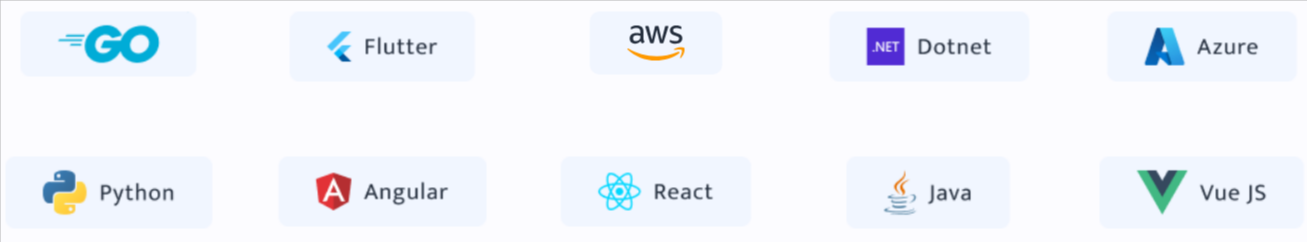 GO
Flutter
aws
.NET Dotnet
Azure
Python
A Angular
React
Java
Vue JS